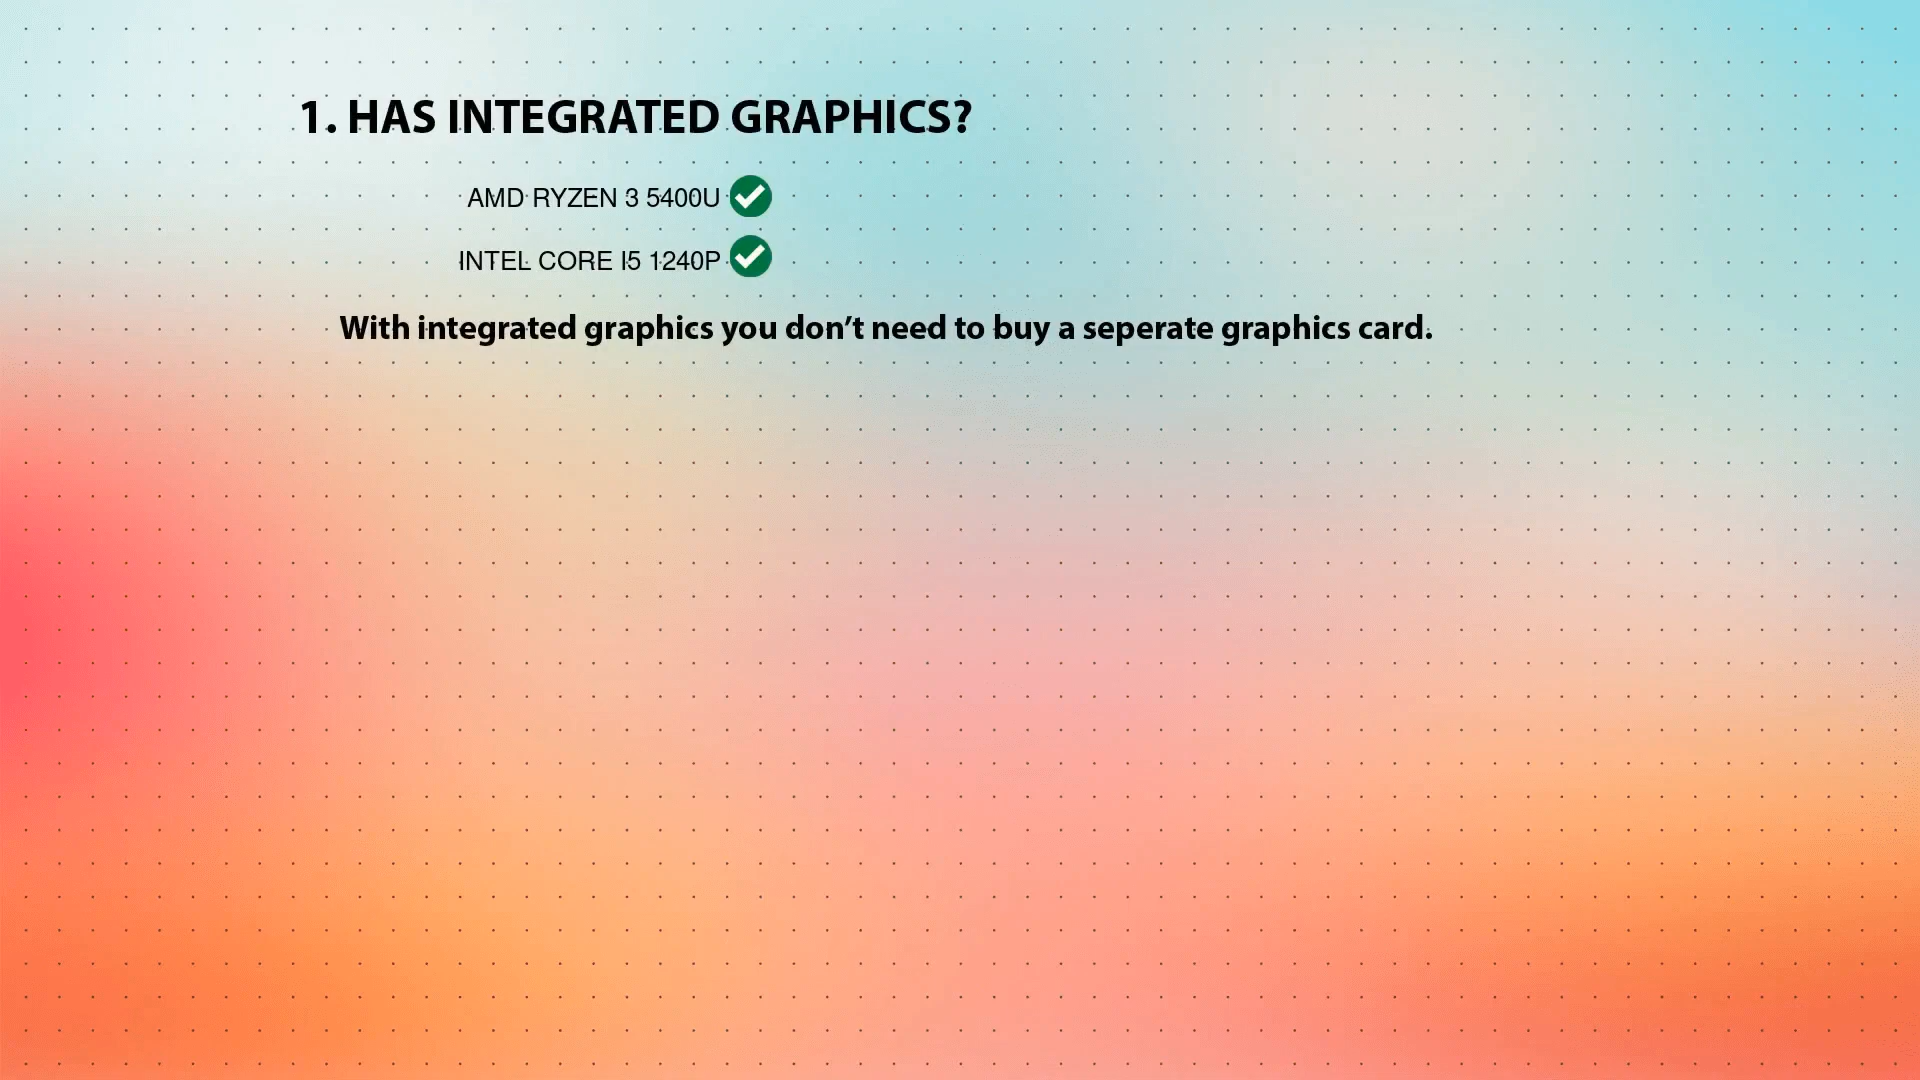 1. HAS INTEGRATED GRAPHICS?
AMD RYZEN 3 5400U
INTEL CORE I5 1240P
With integrated graphics you don’t need to buy a seperate graphics card.